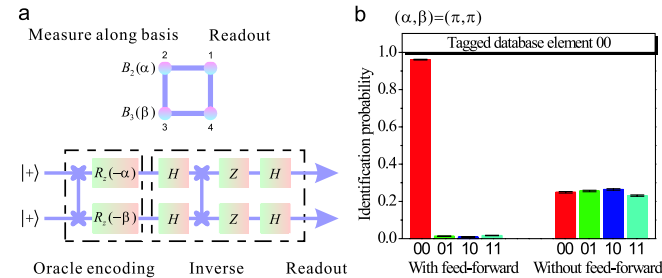 a
Measure along basis Readout
2 1
B₂(α)
B₃(β)
3 4
|+⟩ R_z(-α) H Z H
|+⟩ R_z(-β) H Z H
Oracle encoding Inverse Readout
b
(α,β)=(π,π)
Tagged database element 00
Identification probability
1.0
0.8
0.6
0.4
0.2
0.0
00 01 10 11 00 01 10 11
With feed-forward Without feed-forward